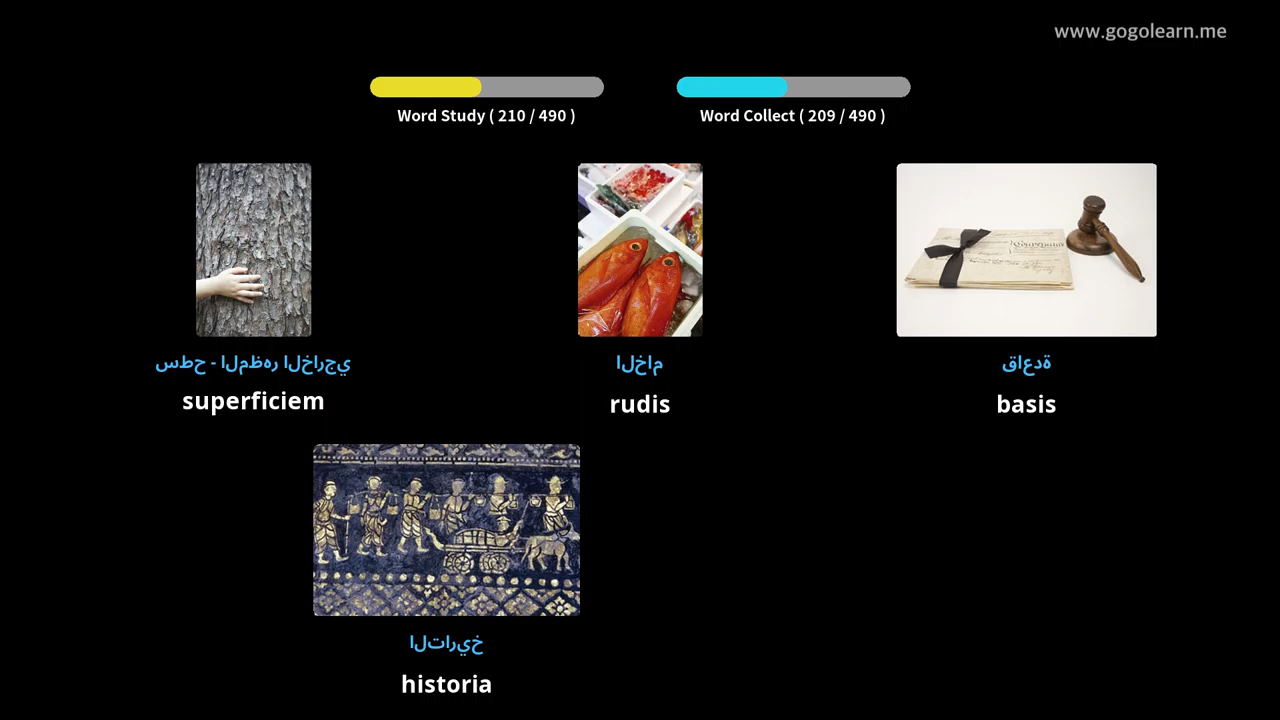 www.gogolearn.me
Word Study ( 210 / 490 )
Word Collect ( 209 / 490 )
سطح - المظهر الخارجي
superficiem
الخام
rudis
قاعدة
basis
التاريخ
historia